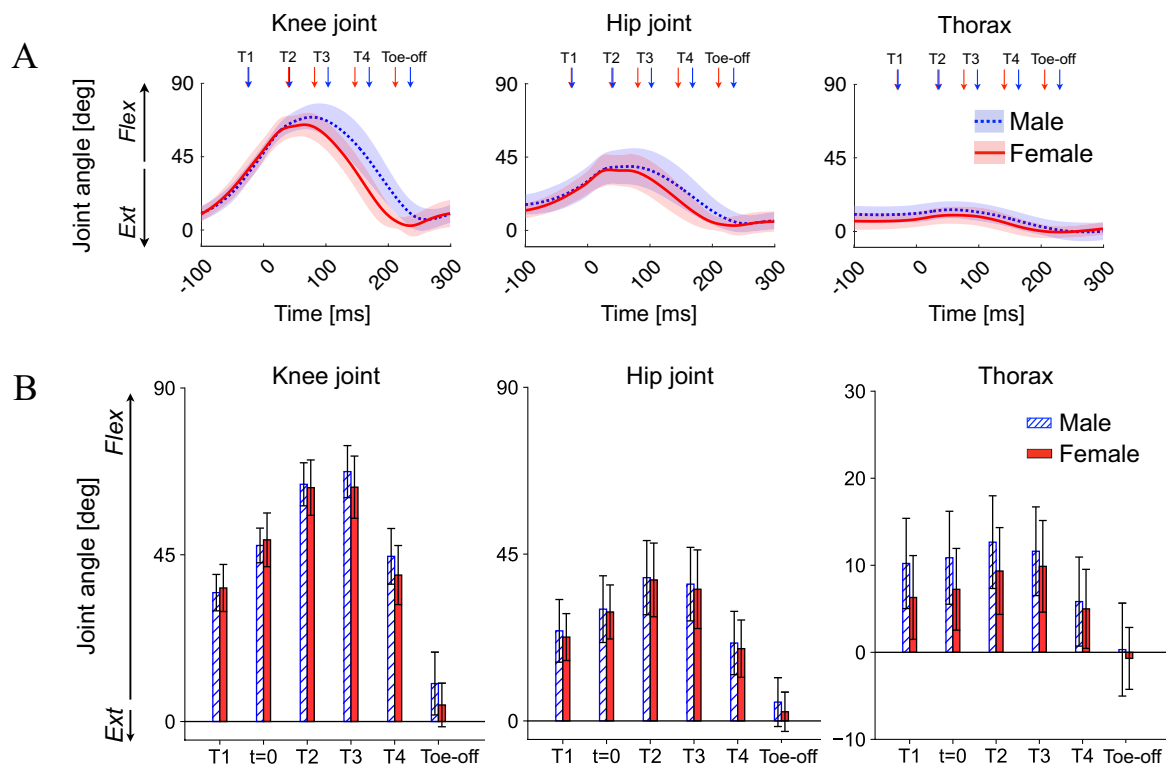 A
Knee joint
Hip joint
Thorax
T1 T2 T3 T4 Toe-off
T1 T2 T3 T4 Toe-off
T1 T2 T3 T4 Toe-off
Joint angle [deg]
Flex
Ext
90
45
0
-100 0 100 200 300
Time [ms]
90
45
0
-100 0 100 200 300
Time [ms]
90
45
0
-100 0 100 200 300
Time [ms]
Male
Female
B
Knee joint
Hip joint
Thorax
Joint angle [deg]
Flex
Ext
90
45
0
T1 t=0 T2 T3 T4 Toe-off
90
45
0
T1 t=0 T2 T3 T4 Toe-off
30
20
10
0
−10
T1 t=0 T2 T3 T4 Toe-off
Male
Female